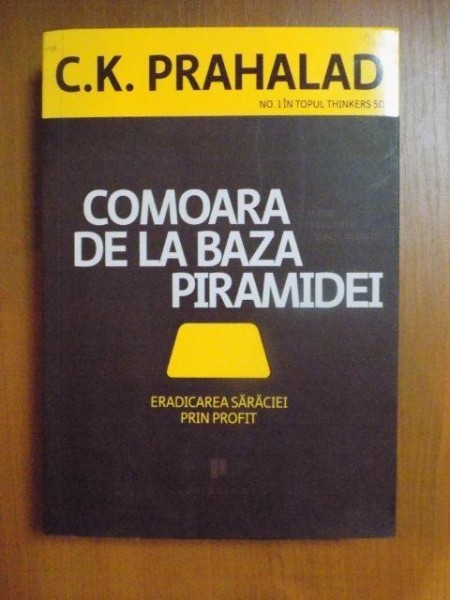 C.K. PRAHALAD
NO. 1 ÎN TOPUL THINKERS 50
COMOARA
DE LA BAZA
PIRAMIDEI
ERADICAREA SĂRĂCIEI
PRIN PROFIT